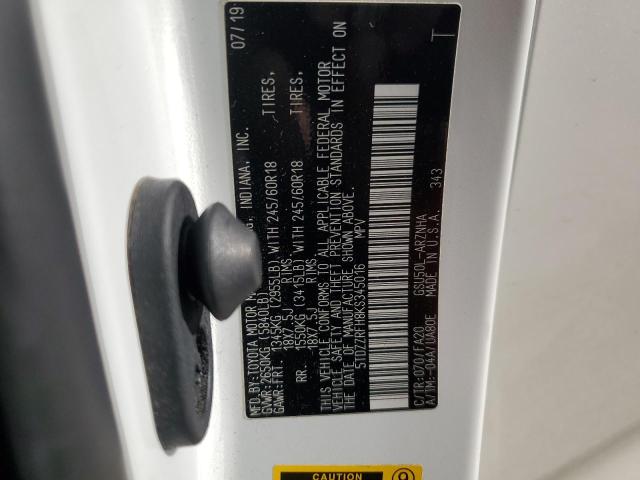 MFD.BY:TOYOTA MOTOR MANUFACTURING, INDIANA, INC. 07/19
GVWR:2650KG (5840LB)
GAWR:FRT. 1345KG (2955LB) WITH 245/60R18 TIRES,
18X7.5J RIMS.
RR. 1550KG (3415LB) WITH 245/60R18 TIRES,
18X7.5J RIMS.
THIS VEHICLE CONFORMS TO ALL APPLICABLE FEDERAL MOTOR
VEHICLE SAFETY AND THEFT PREVENTION STANDARDS IN EFFECT ON
THE DATE OF MANUFACTURE SHOWN ABOVE.
5TDZZRFH8KS345016 MPV
C/TR:070/FA20 GSU50L-ARZNHA
A/TM:-04A/UA80E MADE IN U.S.A. 343
T
CAUTION